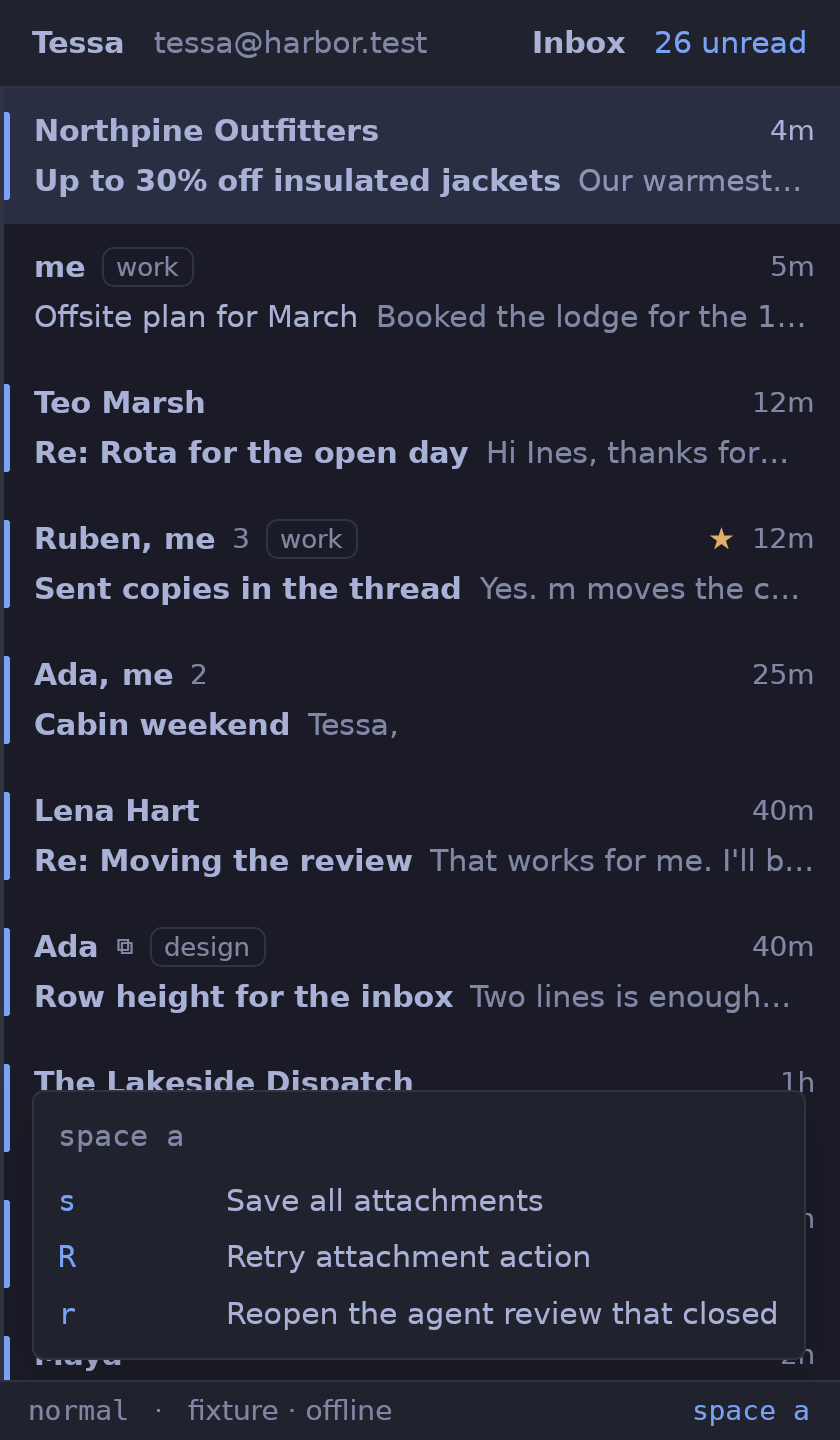 Tessa tessa@harbor.test Inbox 26 unread
Northpine Outfitters 4m
Up to 30% off insulated jackets Our warmest…
me work 5m
Offsite plan for March Booked the lodge for the 1…
Teo Marsh 12m
Re: Rota for the open day Hi Ines, thanks for…
Ruben, me 3 work ★ 12m
Sent copies in the thread Yes. m moves the c…
Ada, me 2 25m
Cabin weekend Tessa,
Lena Hart 40m
Re: Moving the review That works for me. I'll b…
Ada design 40m
Row height for the inbox Two lines is enough…
The Lakeside Dispatch 1h
space a
s Save all attachments
R Retry attachment action
r Reopen the agent review that closed
Maya 2h
normal · fixture · offline space a